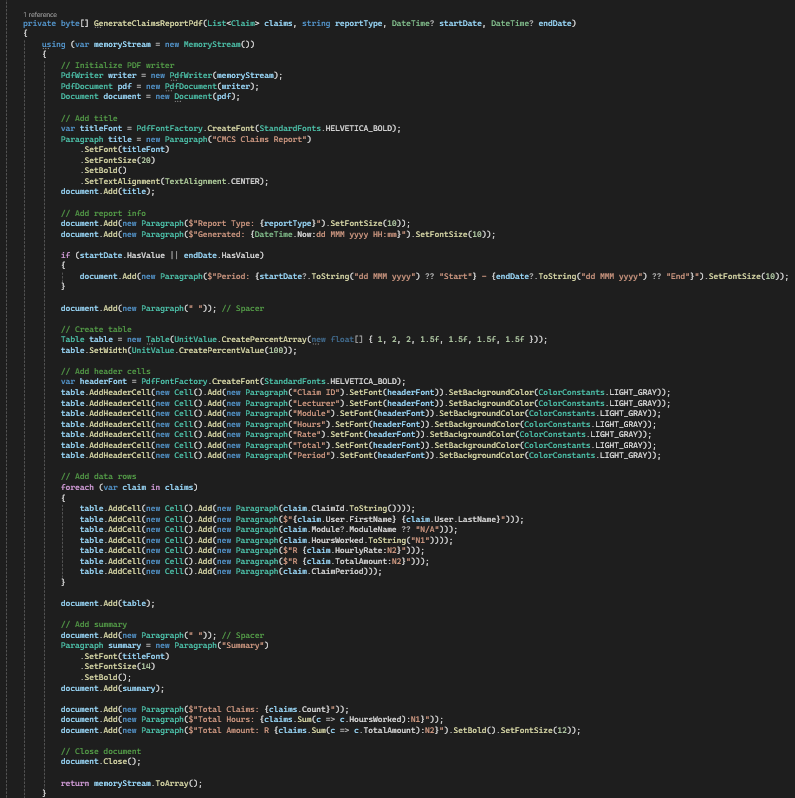 1 reference
private byte[] GenerateClaimsReportPdf(List<Claim> claims, string reportType, DateTime? startDate, DateTime? endDate)
{
    using (var memoryStream = new MemoryStream())
    {
        // Initialize PDF writer
        PdfWriter writer = new PdfWriter(memoryStream);
        PdfDocument pdf = new PdfDocument(writer);
        Document document = new Document(pdf);

        // Add title
        var titleFont = PdfFontFactory.CreateFont(StandardFonts.HELVETICA_BOLD);
        Paragraph title = new Paragraph("CMCS Claims Report")
            .SetFont(titleFont)
            .SetFontSize(20)
            .SetBold()
            .SetTextAlignment(TextAlignment.CENTER);
        document.Add(title);

        // Add report info
        document.Add(new Paragraph($"Report Type: {reportType}").SetFontSize(10));
        document.Add(new Paragraph($"Generated: {DateTime.Now:dd MMM yyyy HH:mm}").SetFontSize(10));

        if (startDate.HasValue || endDate.HasValue)
        {
            document.Add(new Paragraph($"Period: {startDate?.ToString("dd MMM yyyy") ?? "Start"} - {endDate?.ToString("dd MMM yyyy") ?? "End"}").SetFontSize(10));
        }

        document.Add(new Paragraph(" ")); // Spacer

        // Create table
        Table table = new Table(UnitValue.CreatePercentArray(new float[] { 1, 2, 2, 1.5f, 1.5f, 1.5f, 1.5f }));
        table.SetWidth(UnitValue.CreatePercentValue(100));

        // Add header cells
        var headerFont = PdfFontFactory.CreateFont(StandardFonts.HELVETICA_BOLD);
        table.AddHeaderCell(new Cell().Add(new Paragraph("Claim ID").SetFont(headerFont)).SetBackgroundColor(ColorConstants.LIGHT_GRAY));
        table.AddHeaderCell(new Cell().Add(new Paragraph("Lecturer").SetFont(headerFont)).SetBackgroundColor(ColorConstants.LIGHT_GRAY));
        table.AddHeaderCell(new Cell().Add(new Paragraph("Module").SetFont(headerFont)).SetBackgroundColor(ColorConstants.LIGHT_GRAY));
        table.AddHeaderCell(new Cell().Add(new Paragraph("Hours").SetFont(headerFont)).SetBackgroundColor(ColorConstants.LIGHT_GRAY));
        table.AddHeaderCell(new Cell().Add(new Paragraph("Rate").SetFont(headerFont)).SetBackgroundColor(ColorConstants.LIGHT_GRAY));
        table.AddHeaderCell(new Cell().Add(new Paragraph("Total").SetFont(headerFont)).SetBackgroundColor(ColorConstants.LIGHT_GRAY));
        table.AddHeaderCell(new Cell().Add(new Paragraph("Period").SetFont(headerFont)).SetBackgroundColor(ColorConstants.LIGHT_GRAY));

        // Add data rows
        foreach (var claim in claims)
        {
            table.AddCell(new Cell().Add(new Paragraph(claim.ClaimId.ToString())));
            table.AddCell(new Cell().Add(new Paragraph($"{claim.User.FirstName} {claim.User.LastName}")));
            table.AddCell(new Cell().Add(new Paragraph(claim.Module?.ModuleName ?? "N/A")));
            table.AddCell(new Cell().Add(new Paragraph(claim.HoursWorked.ToString("N1"))));
            table.AddCell(new Cell().Add(new Paragraph($"R {claim.HourlyRate:N2}")));
            table.AddCell(new Cell().Add(new Paragraph($"R {claim.TotalAmount:N2}")));
            table.AddCell(new Cell().Add(new Paragraph(claim.ClaimPeriod)));
        }

        document.Add(table);

        // Add summary
        document.Add(new Paragraph(" ")); // Spacer
        Paragraph summary = new Paragraph("Summary")
            .SetFont(titleFont)
            .SetFontSize(14)
            .SetBold();
        document.Add(summary);

        document.Add(new Paragraph($"Total Claims: {claims.Count}"));
        document.Add(new Paragraph($"Total Hours: {claims.Sum(c => c.HoursWorked):N1}"));
        document.Add(new Paragraph($"Total Amount: R {claims.Sum(c => c.TotalAmount):N2}").SetBold().SetFontSize(12));

        // Close document
        document.Close();

        return memoryStream.ToArray();
    }